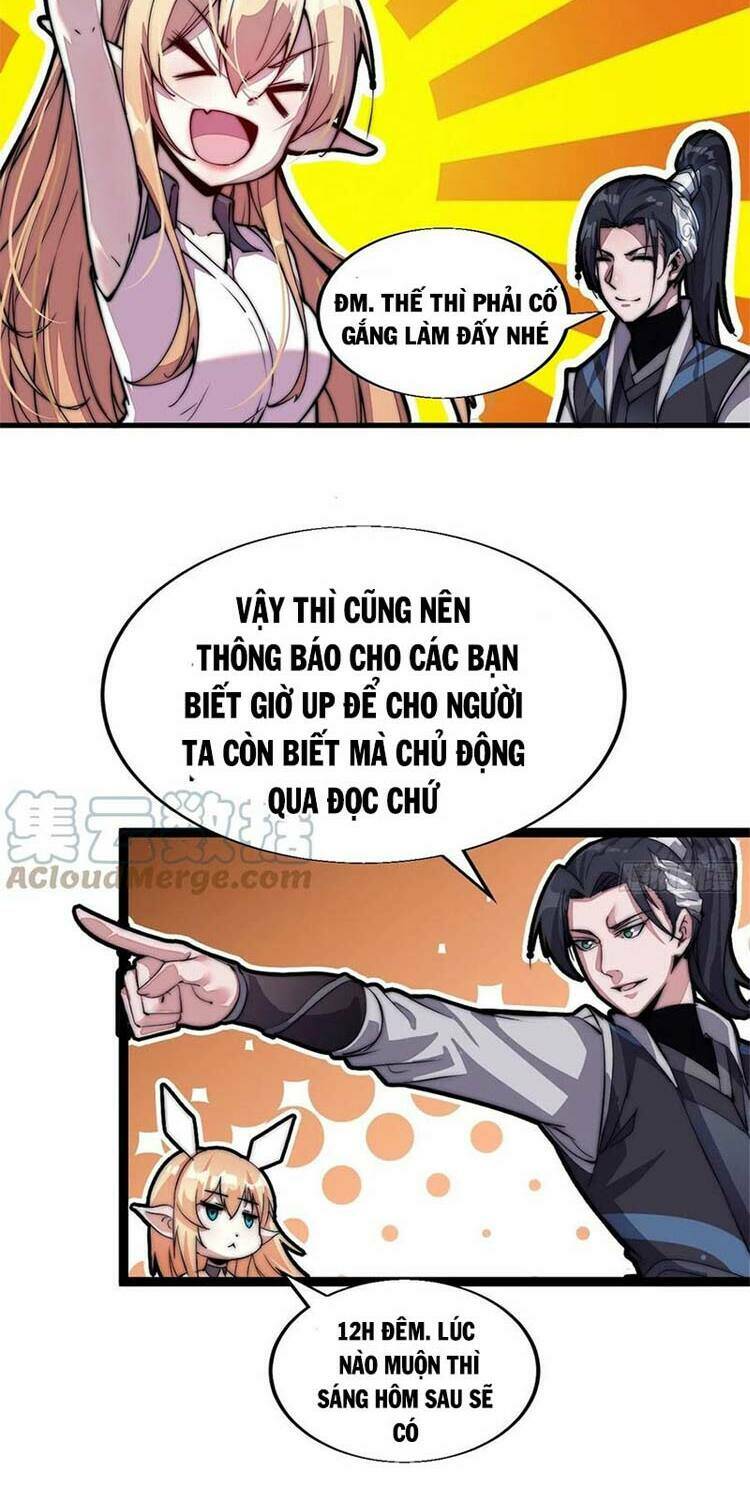 ĐM. THẾ THÌ PHẢI CỐ
GẮNG LÀM ĐẤY NHÉ
VẬY THÌ CŨNG NÊN
THÔNG BÁO CHO CÁC BẠN
BIẾT GIỜ UP ĐỂ CHO NGƯỜI
TA CÒN BIẾT MÀ CHỦ ĐỘNG
QUA ĐỌC CHỨ
集云数据
ACloudMerge.com
12H ĐÊM. LÚC
NÀO MUỘN THÌ
SÁNG HÔM SAU SẼ
CÓ